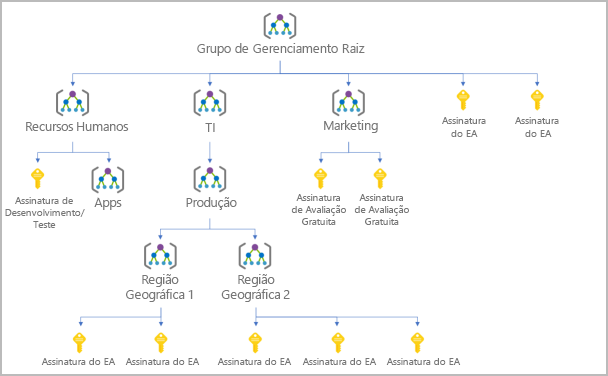 Grupo de Gerenciamento Raiz
Recursos Humanos
TI
Marketing
Assinatura
do EA
Assinatura
do EA
Assinatura de
Desenvolvimento/
Teste
Apps
Produção
Assinatura
de Avaliação
Gratuita
Assinatura
de Avaliação
Gratuita
Região
Geográfica 1
Região
Geográfica 2
Assinatura do EA
Assinatura do EA
Assinatura do EA
Assinatura do EA
Assinatura do EA